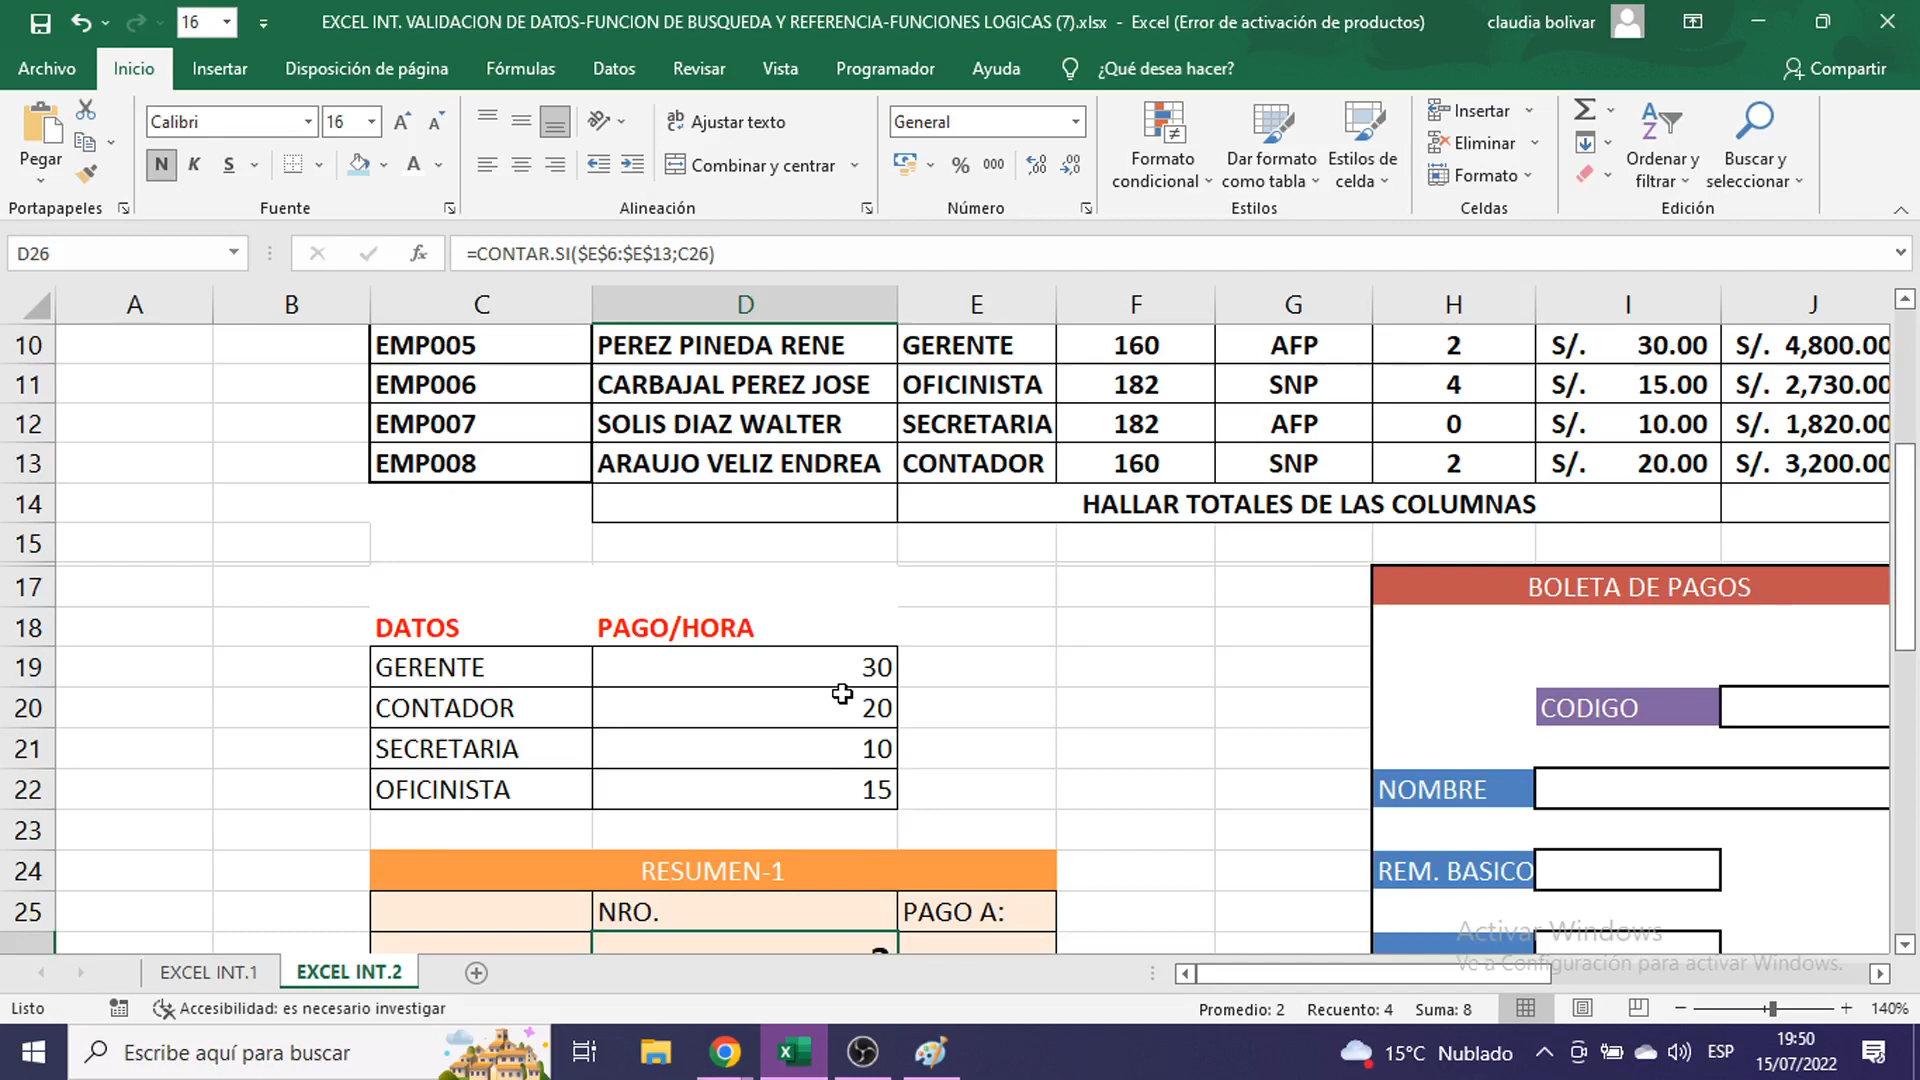 16
EXCEL INT. VALIDACION DE DATOS-FUNCION DE BUSQUEDA Y REFERENCIA-FUNCIONES LOGICAS (7).xlsx - Excel (Error de activación de productos)
claudia bolivar
Archivo Inicio Insertar Disposición de página Fórmulas Datos Revisar Vista Programador Ayuda ¿Qué desea hacer? Compartir
Pegar
Calibri 16
N K S A
ab Ajustar texto
Combinar y centrar
General
% 000
Formato condicional
Dar formato como tabla
Estilos de celda
Insertar
Eliminar
Formato
Ordenar y filtrar
Buscar y seleccionar
Portapapeles Fuente Alineación Número Estilos Celdas Edición
D26 fx =CONTAR.SI($E$6:$E$13;C26)
A B C D E F G H I J
10 EMP005 PEREZ PINEDA RENE GERENTE 160 AFP 2 S/. 30.00 S/. 4,800.00
11 EMP006 CARBAJAL PEREZ JOSE OFICINISTA 182 SNP 4 S/. 15.00 S/. 2,730.00
12 EMP007 SOLIS DIAZ WALTER SECRETARIA 182 AFP 0 S/. 10.00 S/. 1,820.00
13 EMP008 ARAUJO VELIZ ENDREA CONTADOR 160 SNP 2 S/. 20.00 S/. 3,200.00
14 HALLAR TOTALES DE LAS COLUMNAS
15
17 BOLETA DE PAGOS
18 DATOS PAGO/HORA
19 GERENTE 30
20 CONTADOR 20 CODIGO
21 SECRETARIA 10
22 OFICINISTA 15 NOMBRE
23
24 RESUMEN-1 REM. BASICO
25 NRO. PAGO A:
Activar Windows
Ve a Configuración para activar Windows.
EXCEL INT.1 EXCEL INT.2
Listo Accesibilidad: es necesario investigar Promedio: 2 Recuento: 4 Suma: 8 140%
Escribe aquí para buscar 15°C Nublado ESP 19:50
15/07/2022